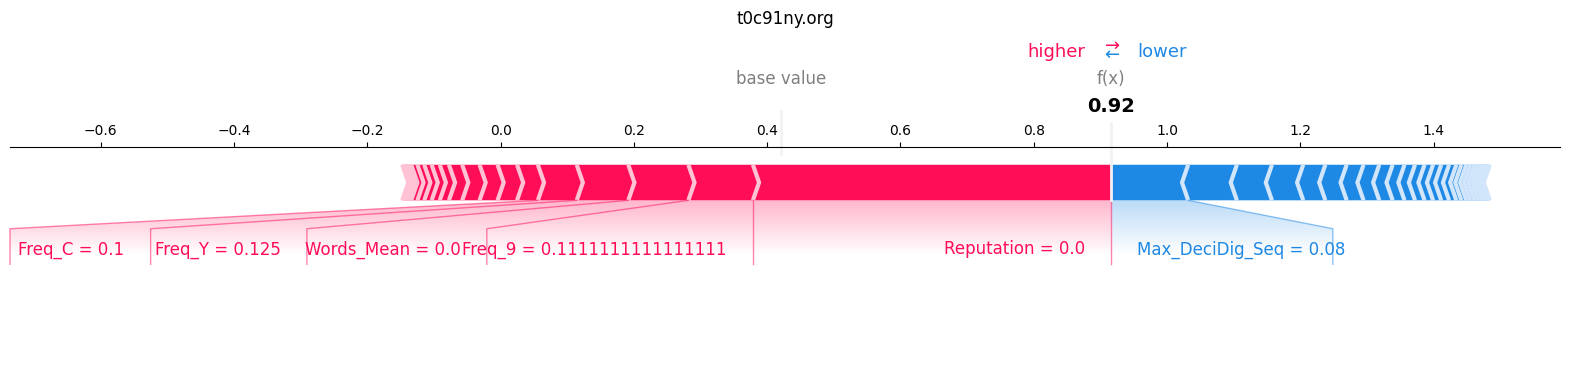 t0c91ny.org
higher ⇄ lower
base value f(x)
0.92
−0.6 −0.4 −0.2 0.0 0.2 0.4 0.6 0.8 1.0 1.2 1.4
Freq_C = 0.1 Freq_Y = 0.125 Words_Mean = 0.0 Freq_9 = 0.1111111111111111 Reputation = 0.0 Max_DeciDig_Seq = 0.08